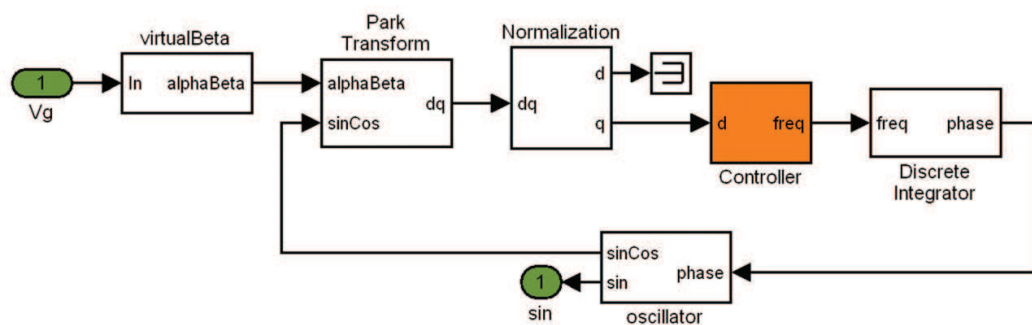 Park
Transform
virtualBeta
Normalization
1
Vg
In
alphaBeta
alphaBeta
sinCos
dq
dq
d
q
d
freq
Controller
freq
phase
Discrete
Integrator
sinCos
sin
phase
oscillator
1
sin